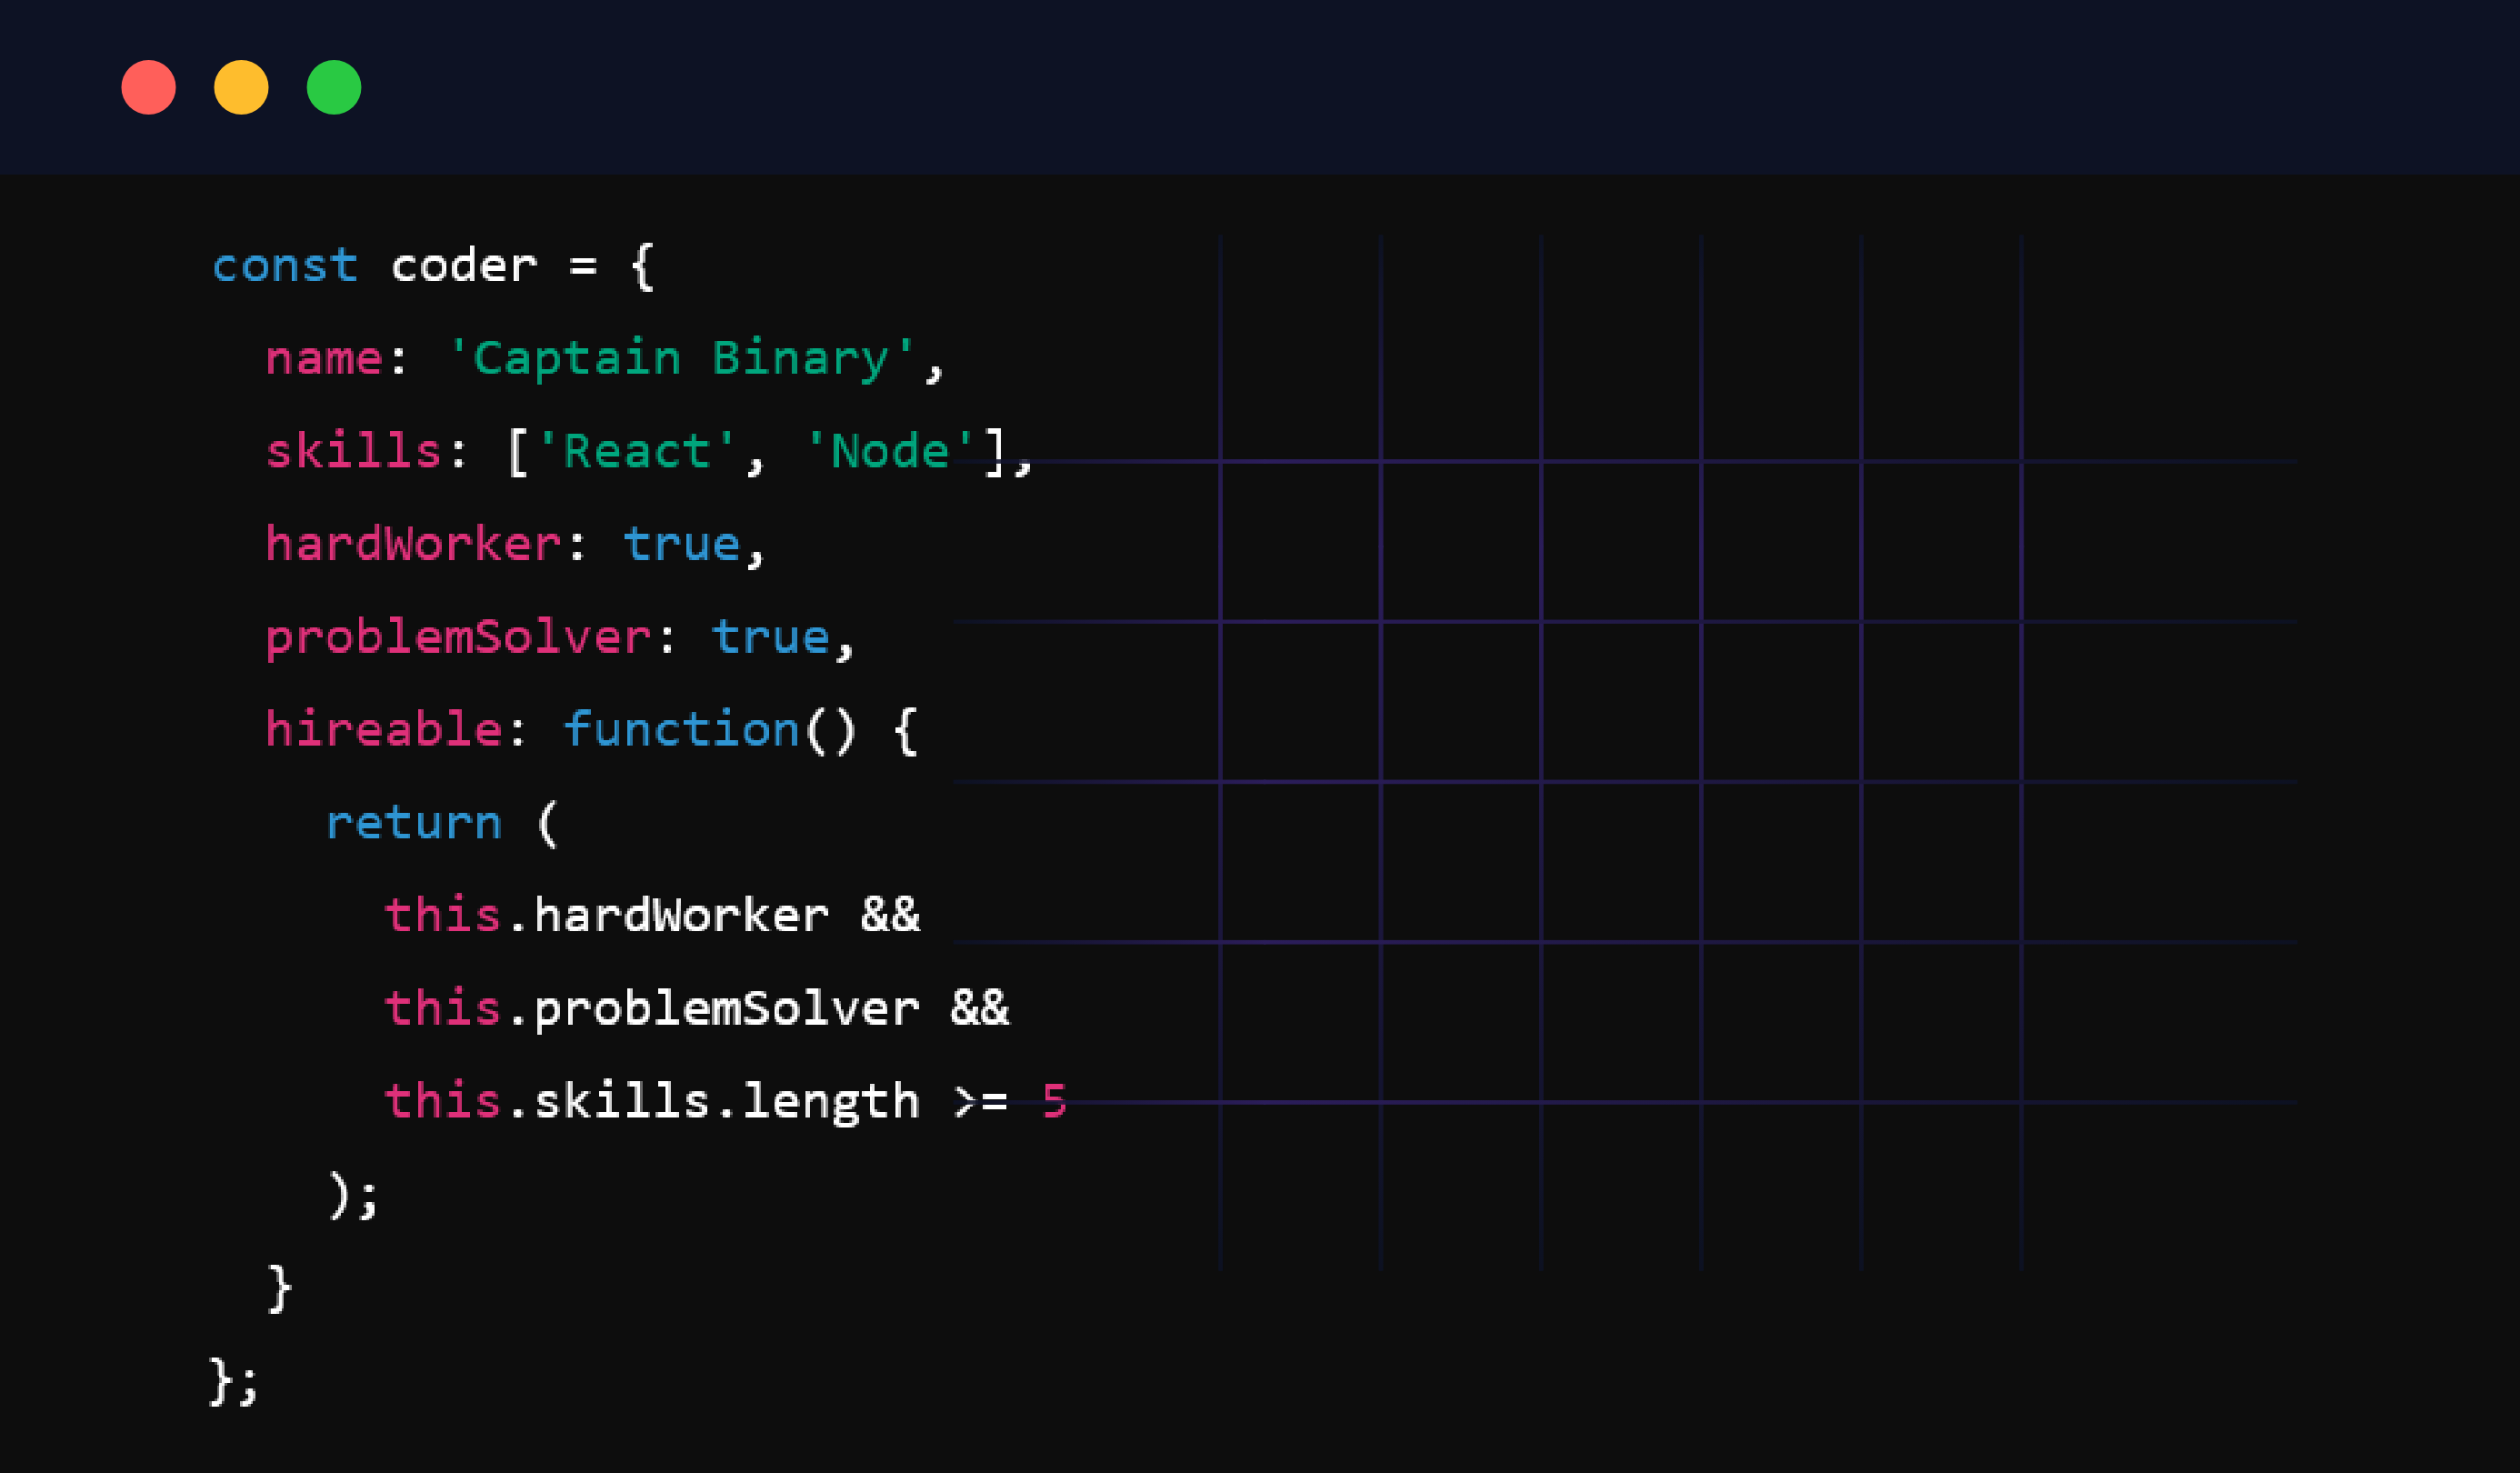 const coder = {
name: 'Captain Binary',
skills: ['React', 'Node'],
hardWorker: true,
problemSolver: true,
hireable: function() {
return (
this.hardWorker &&
this.problemSolver &&
this.skills.length >= 5
);
}
};